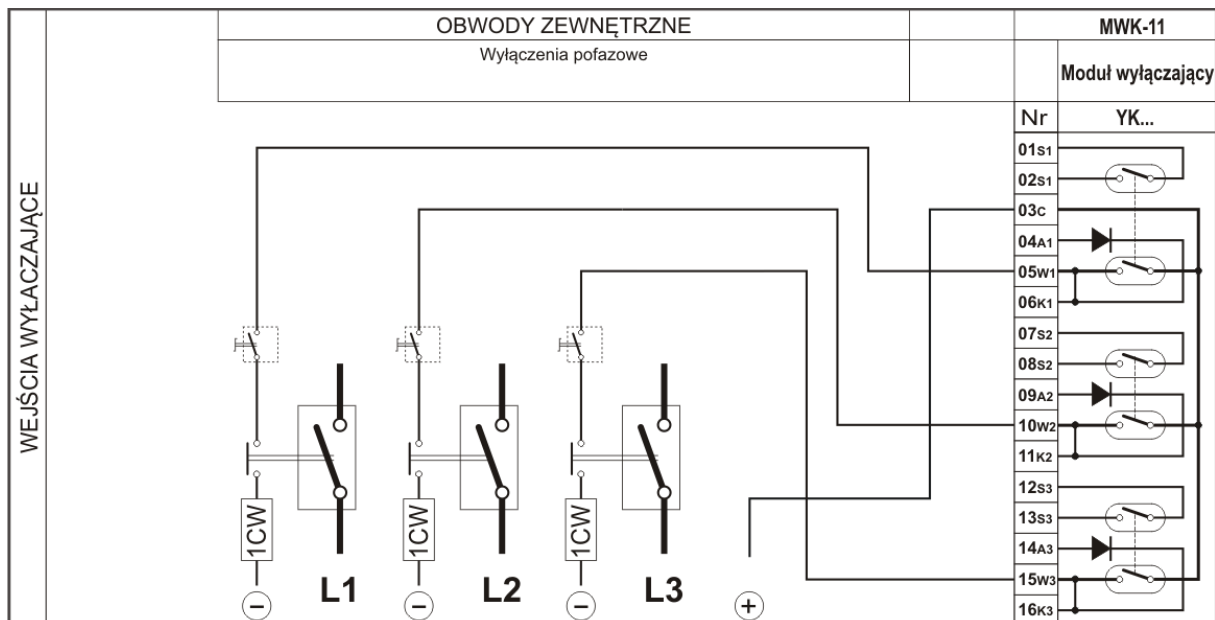 OBWODY ZEWNĘTRZNE
MWK-11
Wyłączenia pofazowe
Moduł wyłączający
Nr
YK...
WEJŚCIA WYŁACZAJĄCE
01S1
02S1
03C
04A1
05W1
06K1
07S2
08S2
09A2
10W2
11K2
12S3
13S3
14A3
15W3
16K3
1CW
1CW
1CW
L1
L2
L3
−
−
−
+